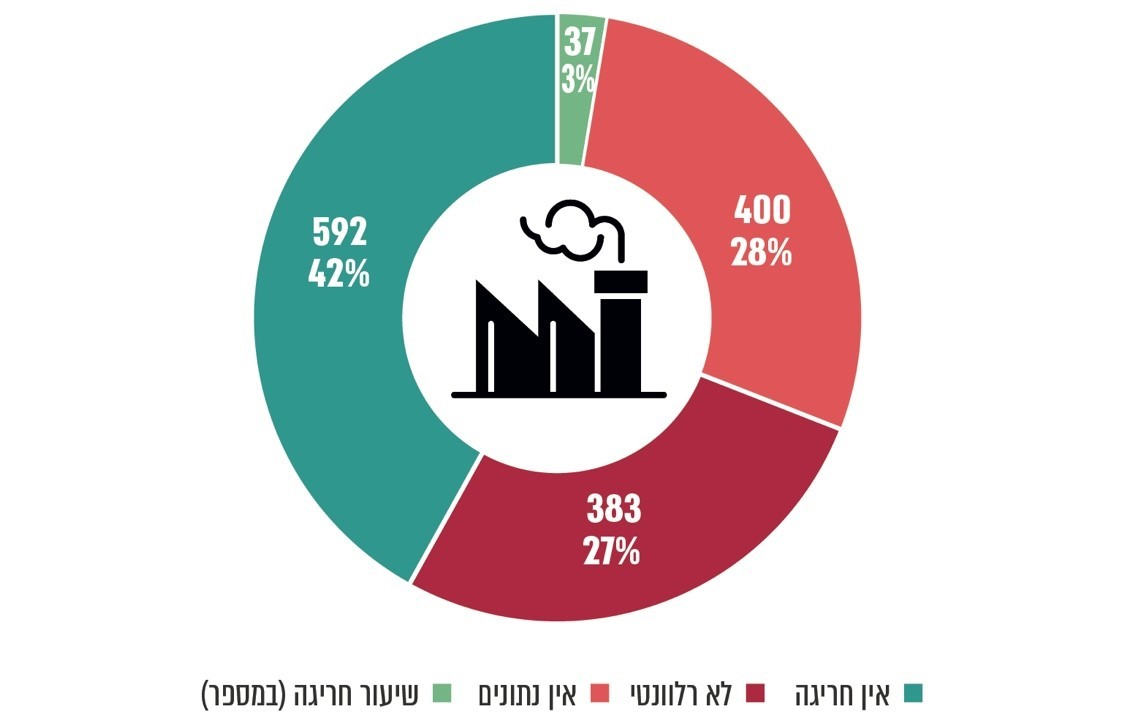 37
3%
400
28%
592
42%
383
27%
אין חריגה
לא רלוונטי
אין נתונים
שיעור חריגה (במספר)